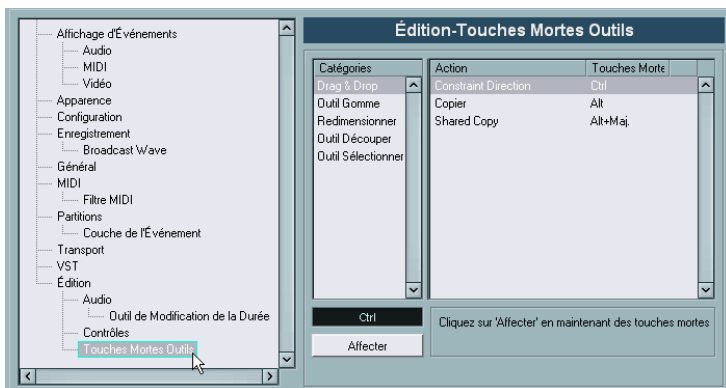 Affichage d'Événements
Audio
MIDI
Vidéo
Apparence
Configuration
Enregistrement
Broadcast Wave
Général
MIDI
Filtre MIDI
Partitions
Couche de l'Événement
Transport
VST
Édition
Audio
Outil de Modification de la Durée
Contrôles
Touches Mortes Outils
Édition-Touches Mortes Outils
Catégories
Drag & Drop
Outil Gomme
Redimensionner
Outil Découper
Outil Sélectionner
Action Touches Morte
Constraint Direction Ctrl
Copier Alt
Shared Copy Alt+Maj.
Ctrl
Affecter
Cliquez sur 'Affecter' en maintenant des touches mortes